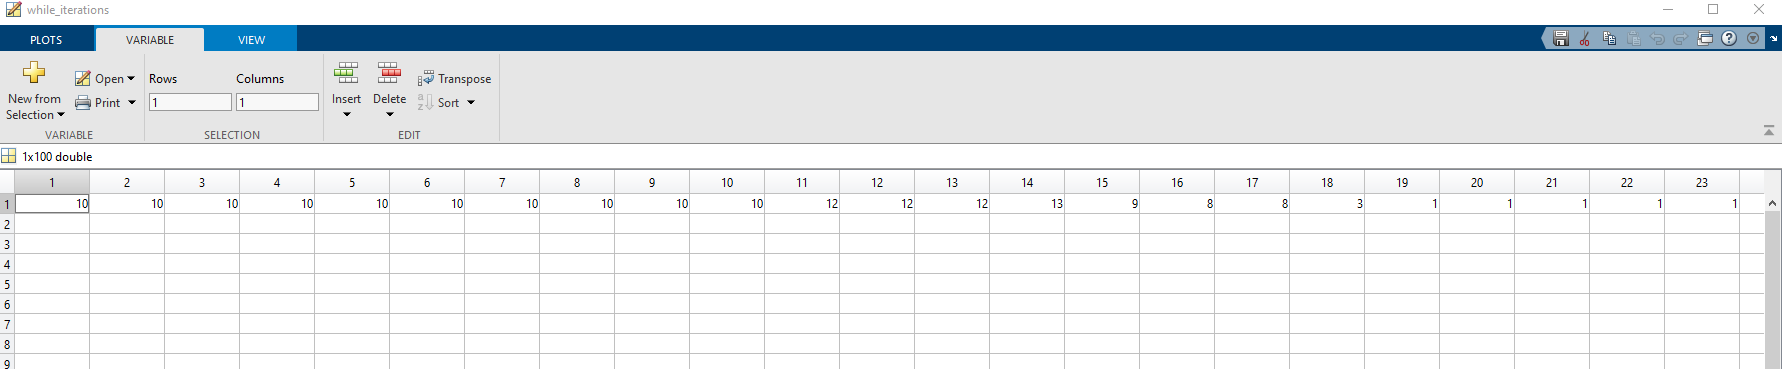 while_iterations
PLOTS VARIABLE VIEW
New from Selection
Open
Print
VARIABLE
Rows Columns
1 1
SELECTION
Insert Delete
Transpose
Sort
EDIT
1x100 double
1 2 3 4 5 6 7 8 9 10 11 12 13 14 15 16 17 18 19 20 21 22 23
1 10 10 10 10 10 10 10 10 10 10 12 12 12 13 9 8 8 3 1 1 1 1 1
2
3
4
5
6
7
8
9